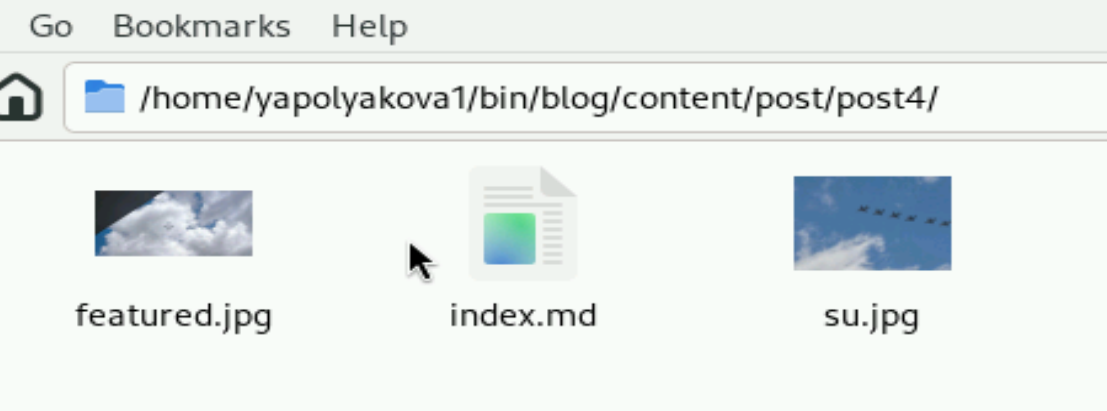 Go Bookmarks Help
/home/yapolyakova1/bin/blog/content/post/post4/
featured.jpg index.md su.jpg